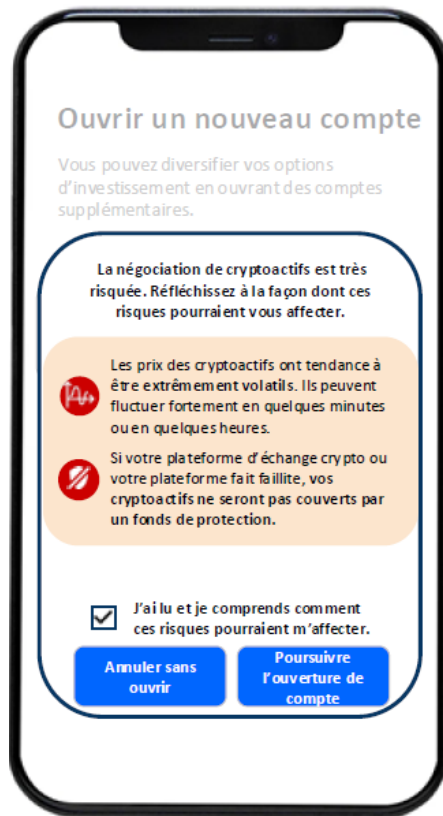 Ouvrir un nouveau compte
Vous pouvez diversifier vos options
d'investissement en ouvrant des comptes
supplémentaires.
La négociation de cryptoactifs est très
risquée. Réfléchissez à la façon dont ces
risques pourraient vous affecter.
Les prix des cryptoactifs ont tendance à
être extrêmement volatils. Ils peuvent
fluctuer fortement en quelques minutes
ou en quelques heures.
Si votre plateforme d'échange crypto ou
votre plateforme fait faillite, vos
cryptoactifs ne seront pas couverts par
un fonds de protection.
J'ai lu et je comprends comment
ces risques pourraient m'affecter.
Annuler sans
ouvrir
Poursuivre
l'ouverture de
compte